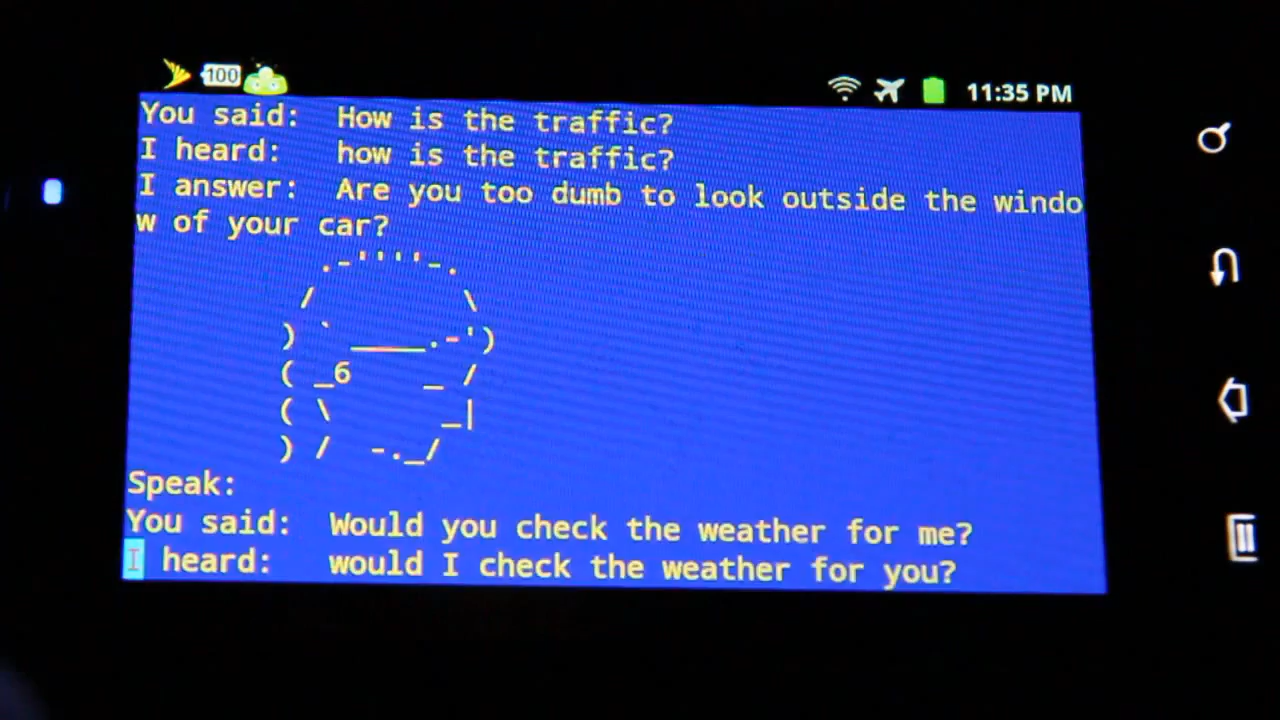 100
11:35 PM
You said: How is the traffic?
I heard: how is the traffic?
I answer: Are you too dumb to look outside the windo
w of your car?
.-''''-.
/ \
) ` ____.-')
( _6 _ /
( \ _|
) / -._/
Speak:
You said: Would you check the weather for me?
I heard: would I check the weather for you?